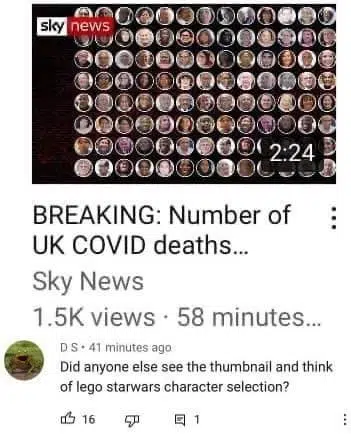 sky news
2:24
BREAKING: Number of
UK COVID deaths...
Sky News
1.5K views · 58 minutes...
D S • 41 minutes ago
Did anyone else see the thumbnail and think
of lego starwars character selection?
16
1